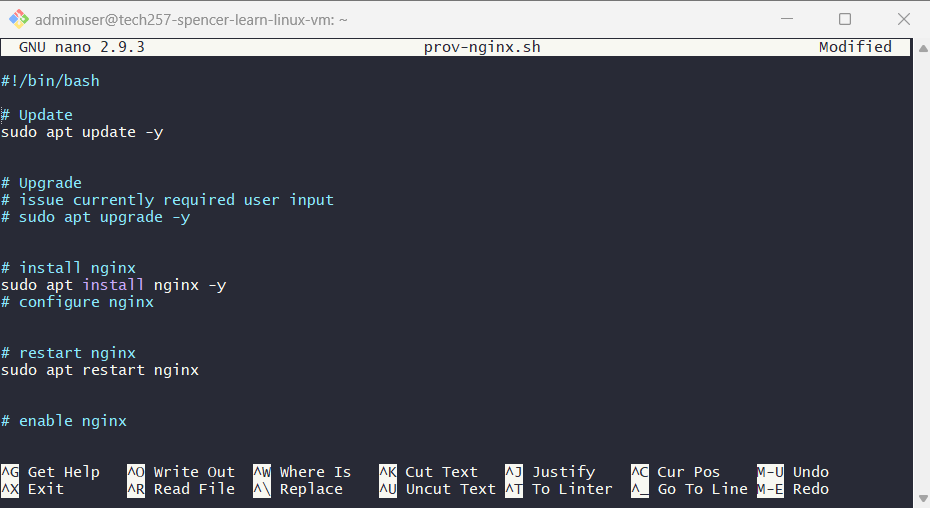 adminuser@tech257-spencer-learn-linux-vm: ~
GNU nano 2.9.3 prov-nginx.sh Modified
#!/bin/bash
# Update
sudo apt update -y
# Upgrade
# issue currently required user input
# sudo apt upgrade -y
# install nginx
sudo apt install nginx -y
# configure nginx
# restart nginx
sudo apt restart nginx
# enable nginx
^G Get Help ^O Write Out ^W Where Is ^K Cut Text ^J Justify ^C Cur Pos M-U Undo
^X Exit ^R Read File ^\ Replace ^U Uncut Text ^T To Linter ^_ Go To Line M-E Redo